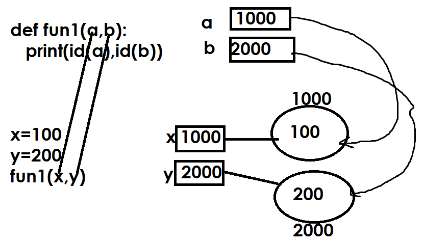 def fun1(a,b):
print(id(a),id(b))
x=100
y=200
fun1(x,y)
a 1000
b 2000
1000
x 1000 100
y 2000 200
2000